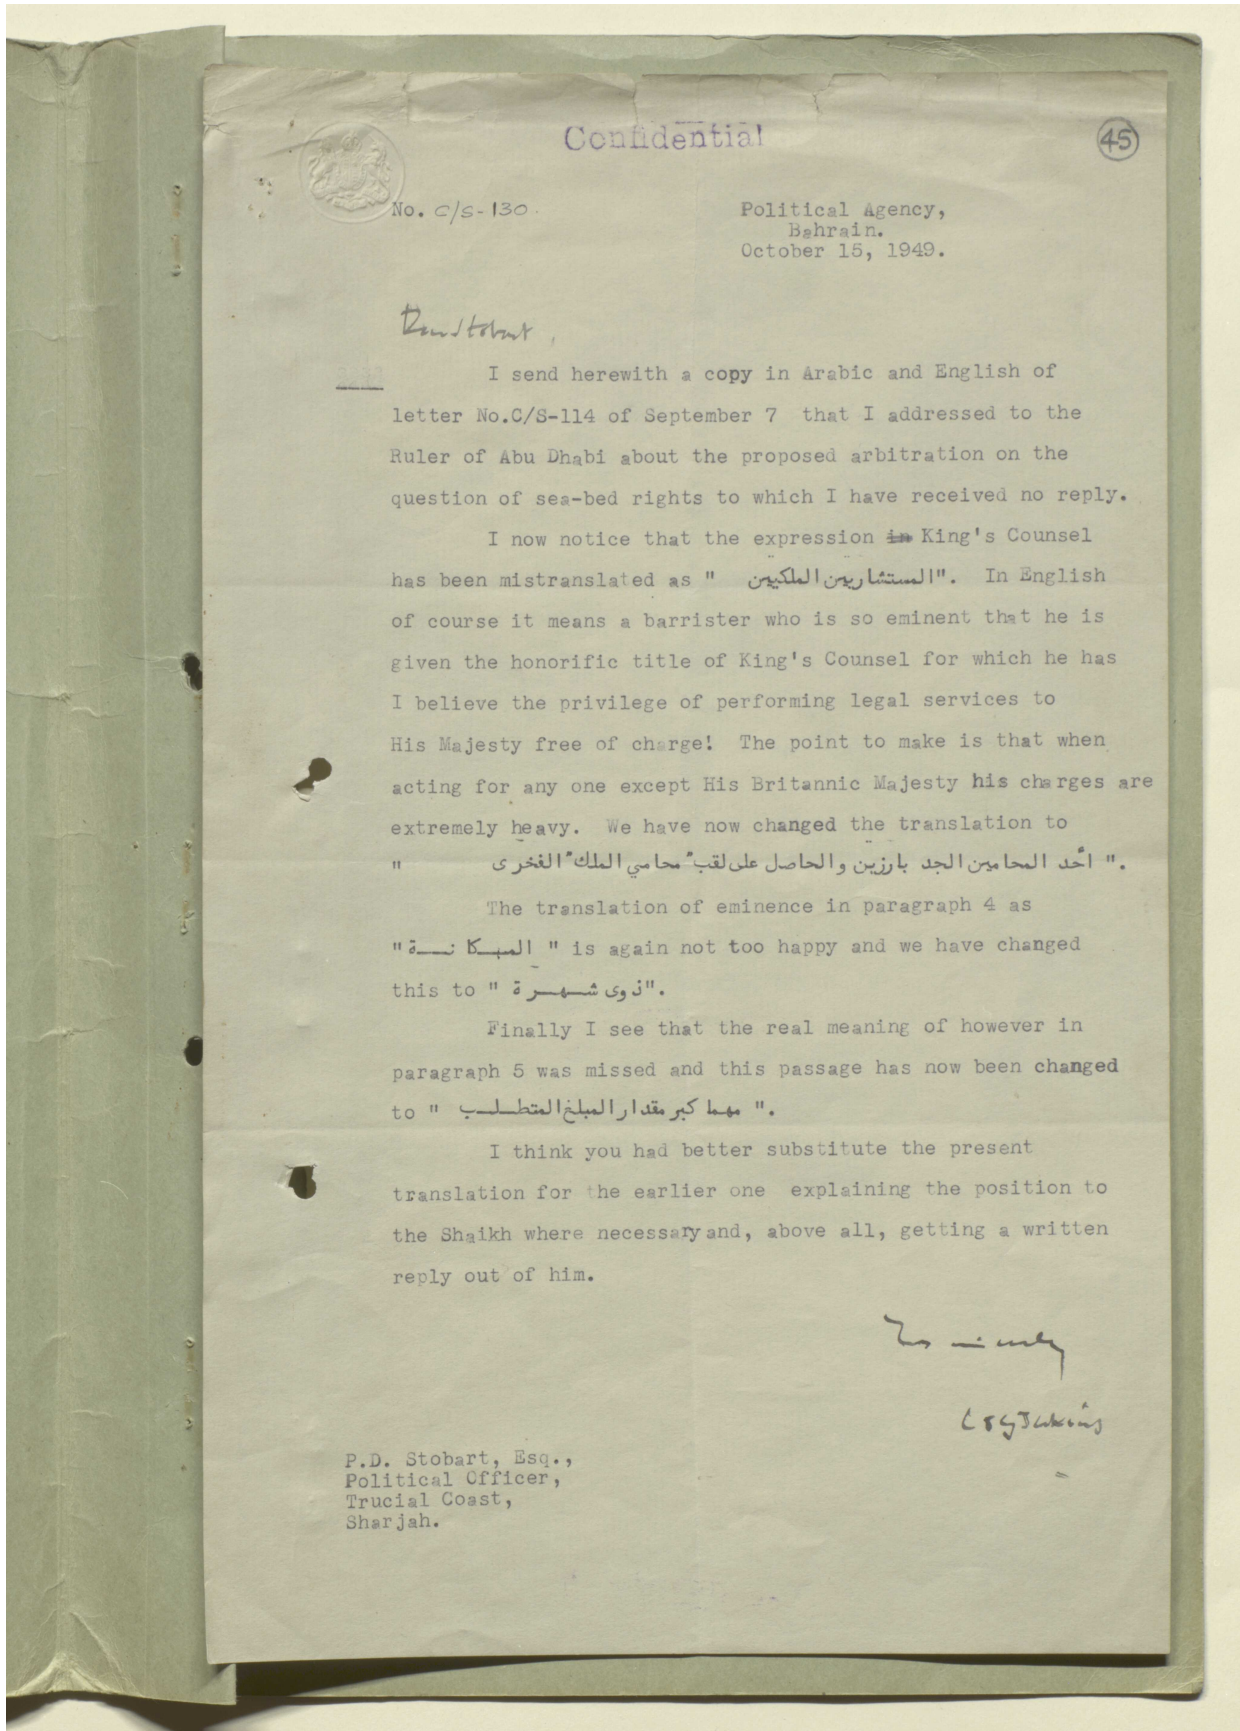 Confidential
45
No. C/S-130.
Political Agency,
Bahrain.
October 15, 1949.
Dear Stobart,
I send herewith a copy in Arabic and English of
letter No.C/S-114 of September 7 that I addressed to the
Ruler of Abu Dhabi about the proposed arbitration on the
question of sea-bed rights to which I have received no reply.
I now notice that the expression in King's Counsel
has been mistranslated as " المستشاريين الملكيين". In English
of course it means a barrister who is so eminent that he is
given the honorific title of King's Counsel for which he has
I believe the privilege of performing legal services to
His Majesty free of charge! The point to make is that when
acting for any one except His Britannic Majesty his charges are
extremely heavy. We have now changed the translation to
" أحد المحامين الجد بارزين والحاصل على لقب "محامي الملك" الفخرى ".
The translation of eminence in paragraph 4 as
" المكانــة " is again not too happy and we have changed
this to " ذوى شـهـرة".
Finally I see that the real meaning of however in
paragraph 5 was missed and this passage has now been changed
to " مهما كبر مقدار المبلغ المتطلـب ".
I think you had better substitute the present
translation for the earlier one explaining the position to
the Shaikh where necessary and, above all, getting a written
reply out of him.
P.D. Stobart, Esq.,
Political Officer,
Trucial Coast,
Sharjah.